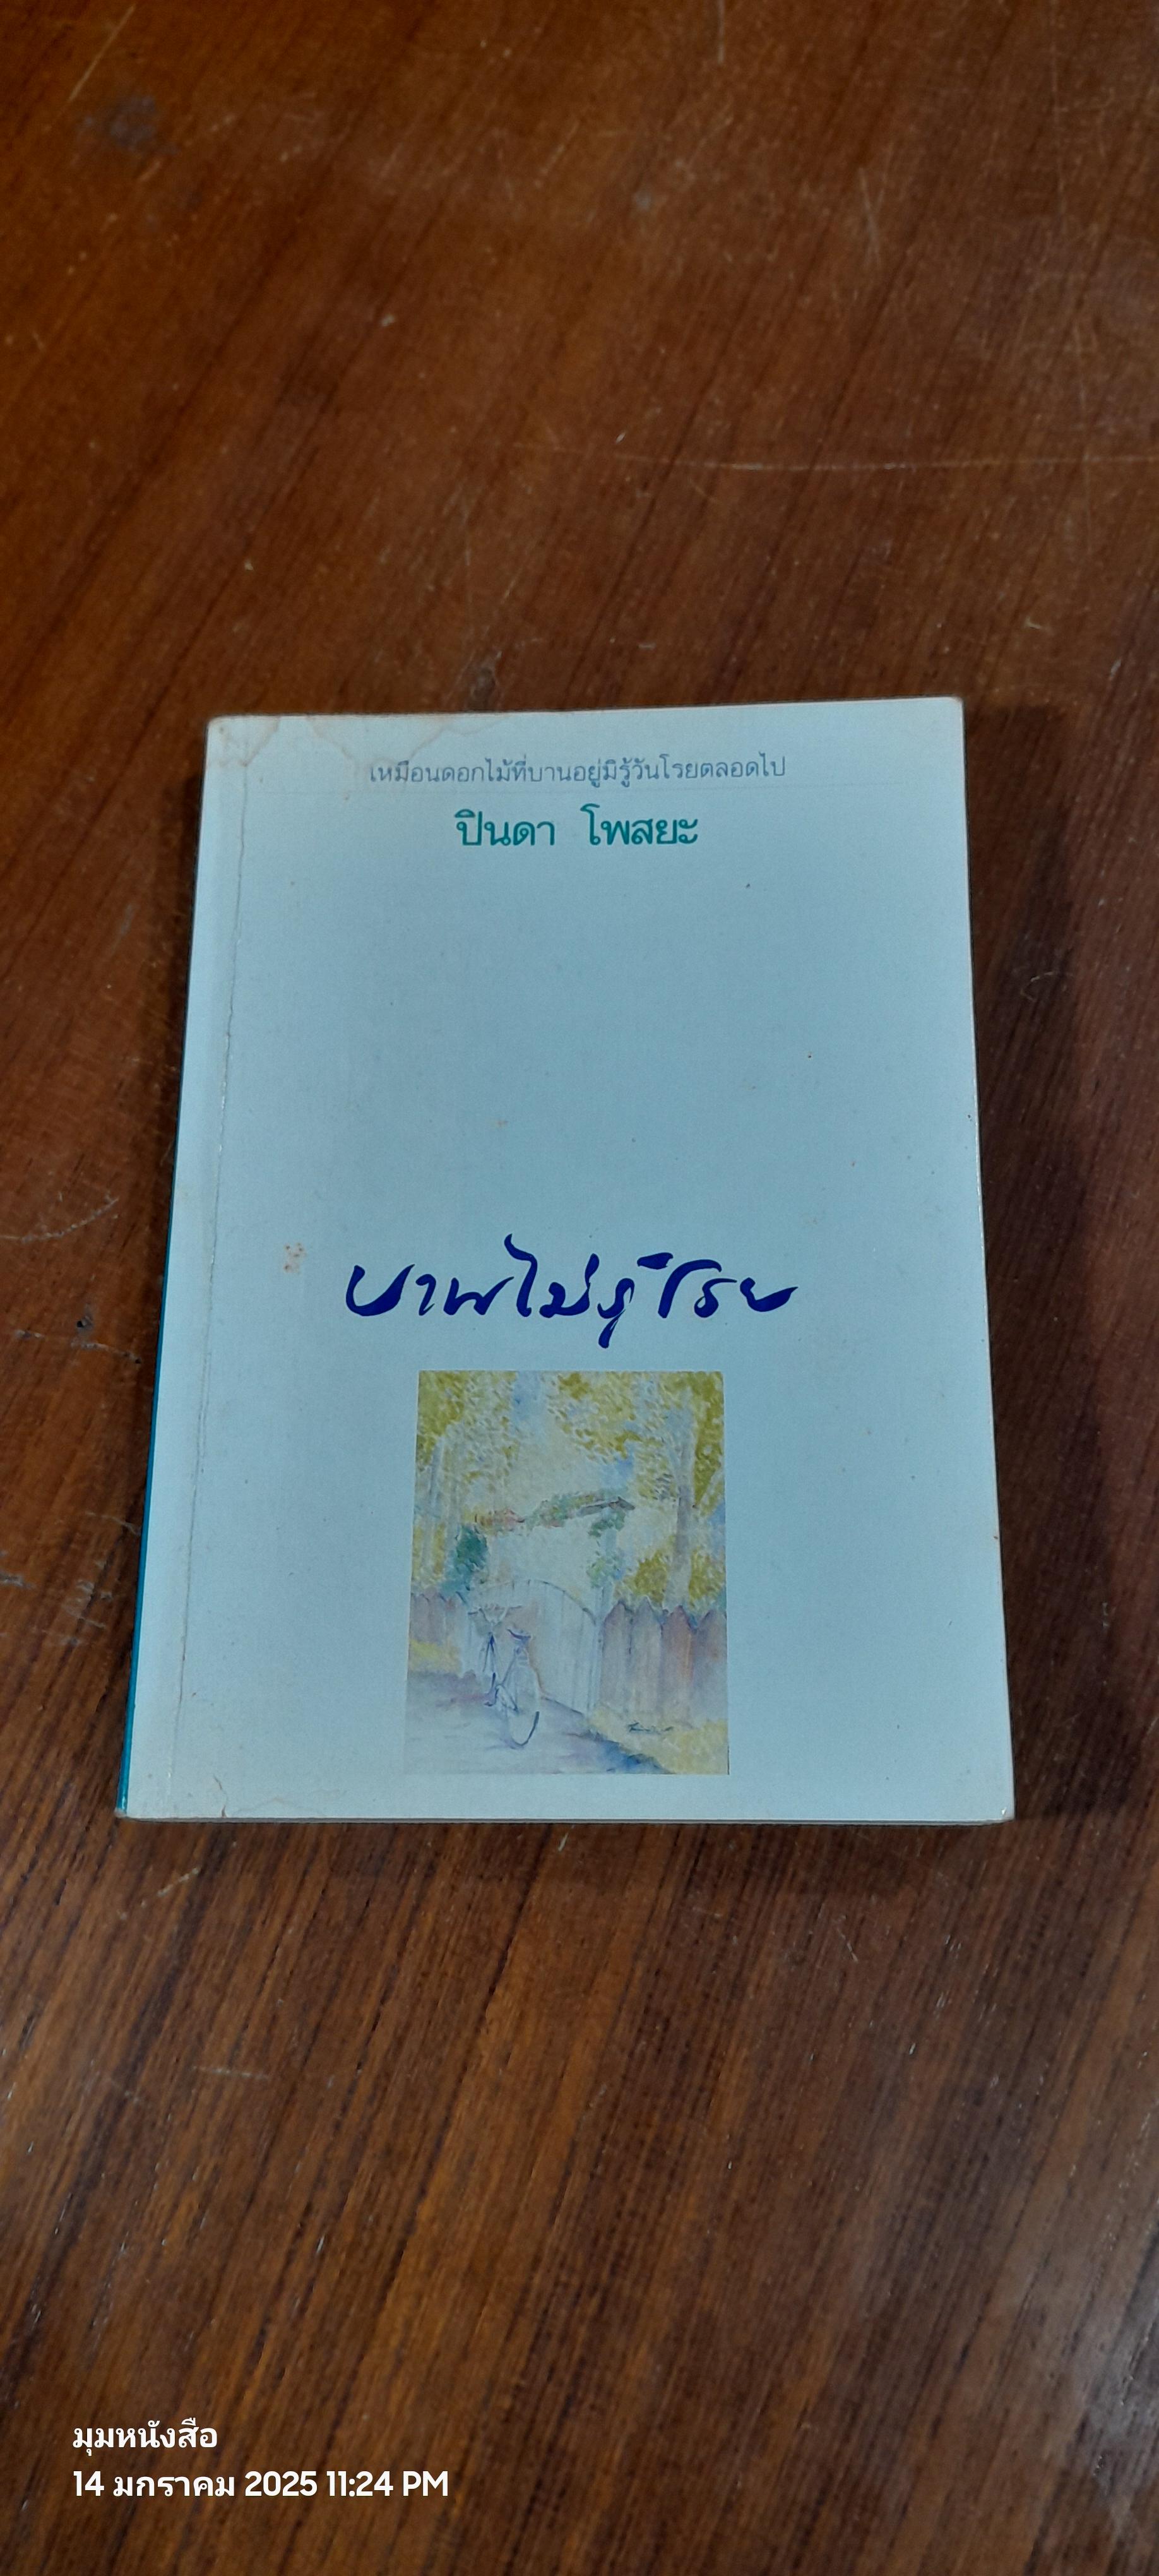 เหมือนดอกไม้ที่บานอยู่มิรู้วันโรยตลอดไป
ปินดา โพสยะ
บานไม่รู้โรย
มุมหนังสือ
14 มกราคม 2025 11:24 PM